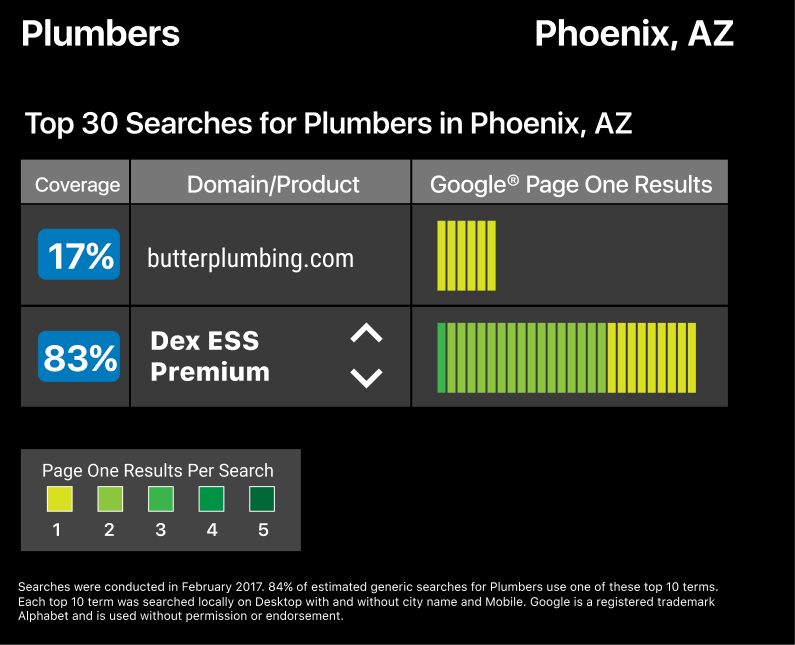 Plumbers
Phoenix, AZ
Top 30 Searches for Plumbers in Phoenix, AZ
Coverage
Domain/Product
Google® Page One Results
17%
butterplumbing.com
83%
Dex ESS
Premium
Page One Results Per Search
1 2 3 4 5
Searches were conducted in February 2017. 84% of estimated generic searches for Plumbers use one of these top 10 terms.
Each top 10 term was searched locally on Desktop with and without city name and Mobile. Google is a registered trademark
Alphabet and is used without permission or endorsement.